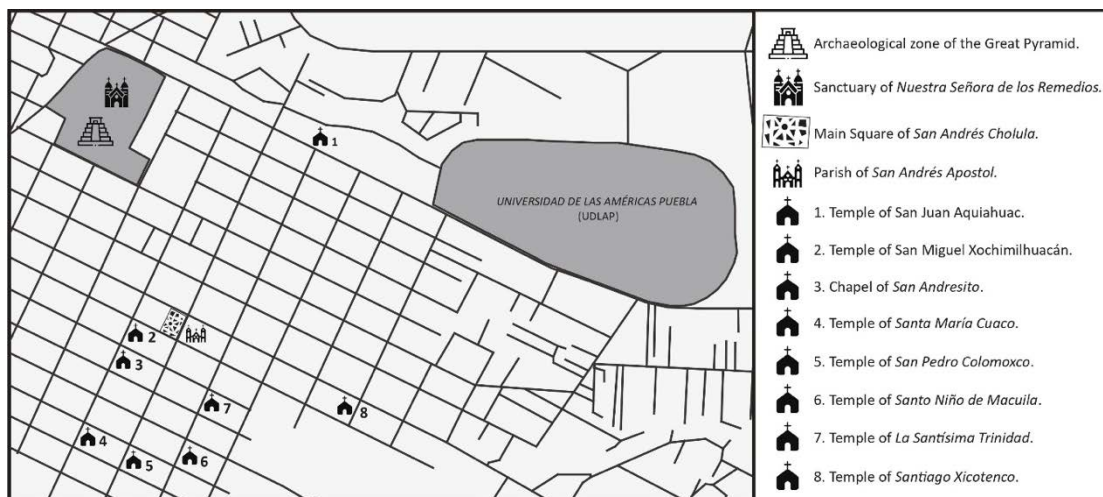 1
UNIVERSIDAD DE LAS AMÉRICAS PUEBLA
(UDLAP)
2
3
7
8
4
5
6
Archaeological zone of the Great Pyramid.
Sanctuary of Nuestra Señora de los Remedios.
Main Square of San Andrés Cholula.
Parish of San Andrés Apostol.
1. Temple of San Juan Aquiahuac.
2. Temple of San Miguel Xochimilhuacán.
3. Chapel of San Andresito.
4. Temple of Santa María Cuaco.
5. Temple of San Pedro Colomoxco.
6. Temple of Santo Niño de Macuila.
7. Temple of La Santísima Trinidad.
8. Temple of Santiago Xicotenco.